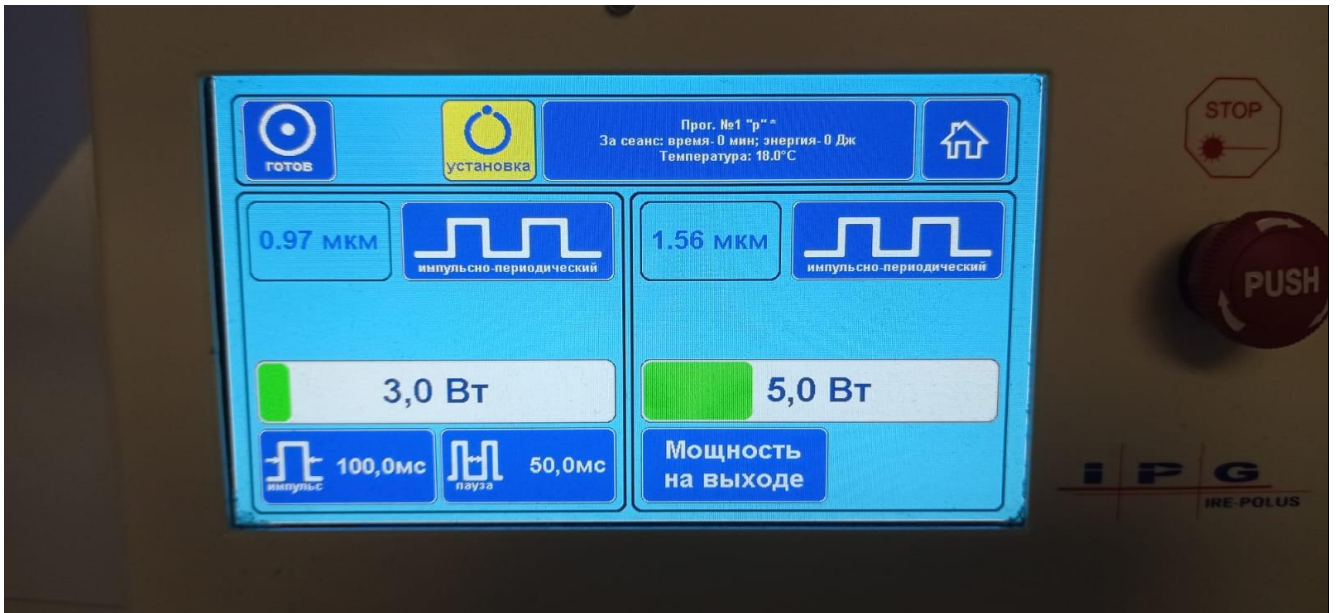 готов
установка
Прог. №1 "р" *
За сеанс: время- 0 мин; энергия- 0 Дж
Температура: 18.0°C
STOP
0.97 мкм
импульсно-периодический
1.56 мкм
импульсно-периодический
PUSH
3,0 Вт
5,0 Вт
импульс
100,0мс
пауза
50,0мс
Мощность
на выходе
IPG
IRE-POLUS